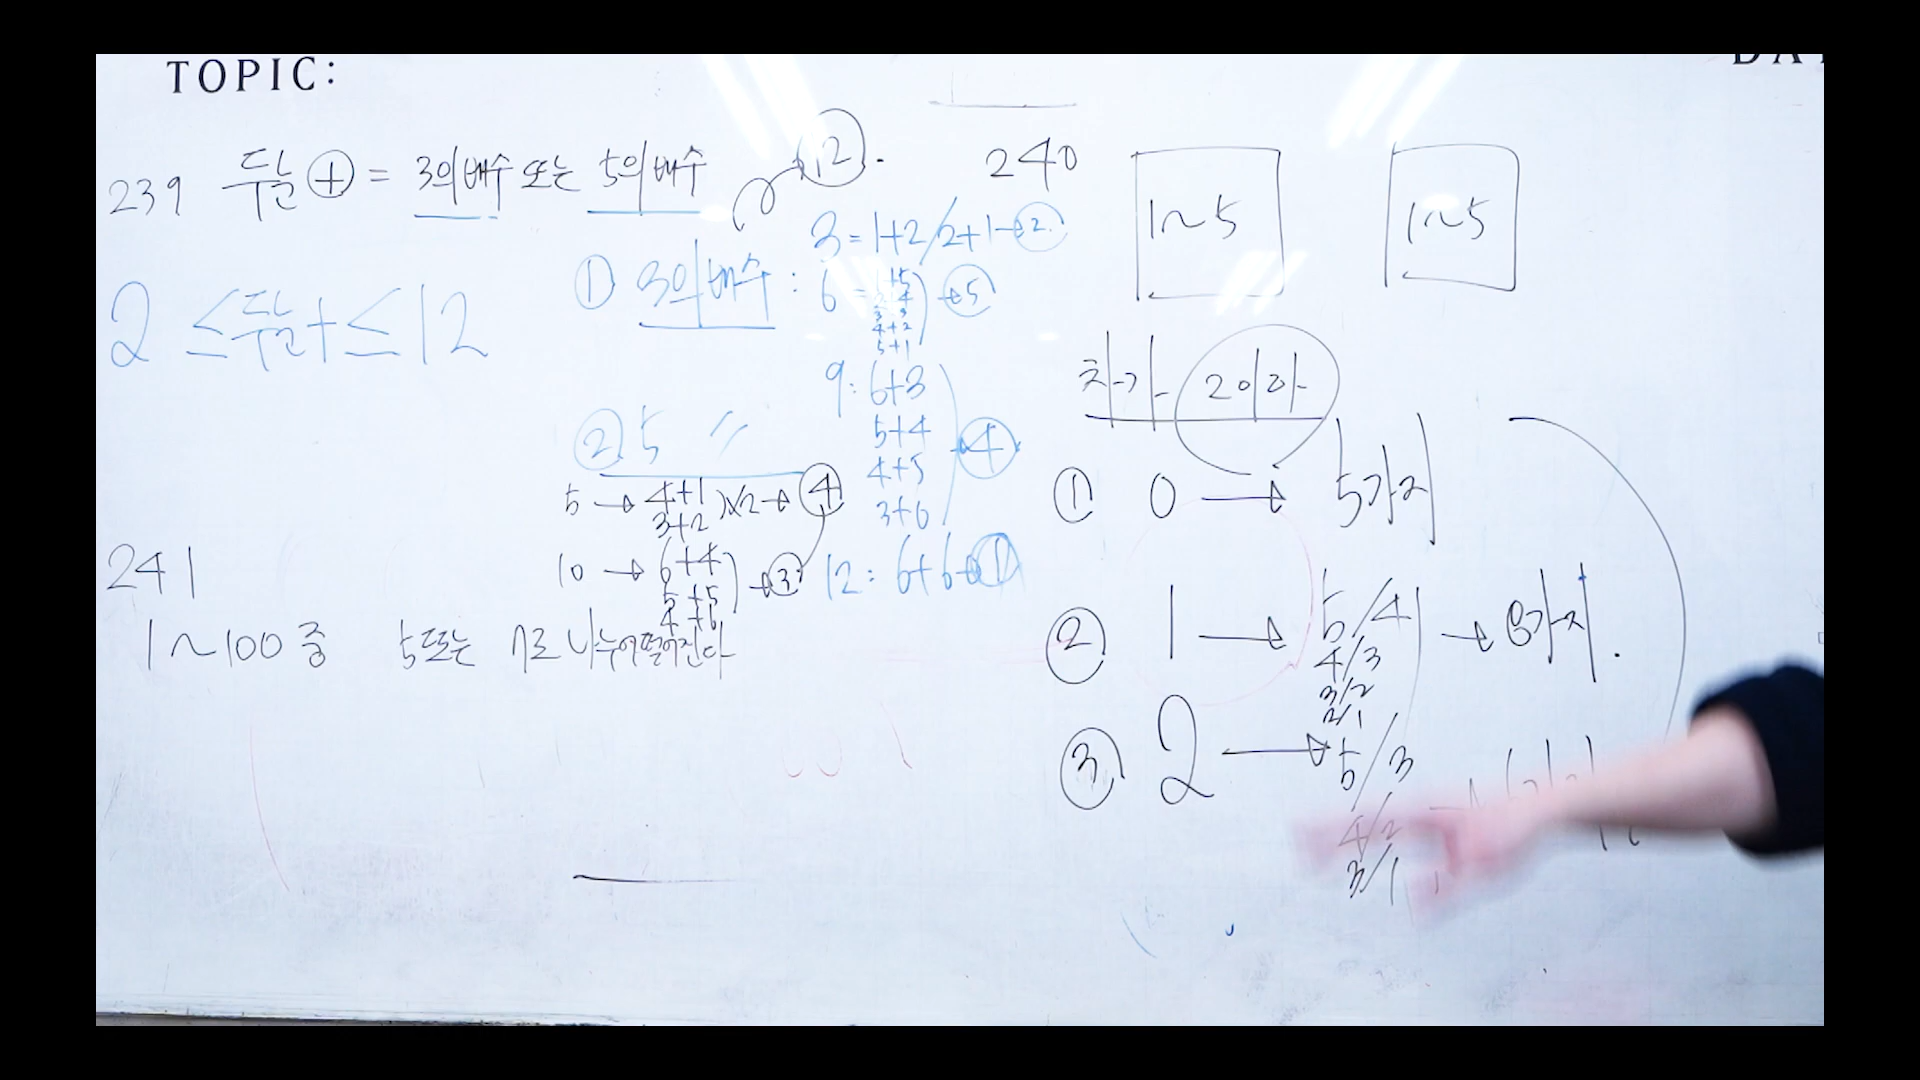 TOPIC:
239 두눈 + = 3의배수 또는 5의배수 → 12.
2 ≤ 두눈+ ≤ 12
① 3의배수 :
3 = 1+2/2+1 → 2
6 = 1+5
2+4
3+3
4+2
5+1
→ 5
9: 6+3
5+4
4+5
3+6
→ 4
12: 6+6 → 1
② 5 〃
5 → 4+1
3+2
)×2 → 4
10 → 6+4
5+5
4+6
→ 3
241
1~100 중 5또는 7로 나누어떨어진다
240
1~5
1~5
차가 2이하
① 0 → 5가지
② 1 → 5/4
4/3
3/2
2/1
→ 8가지.
③ 2 → 5/3
4/2
3/1